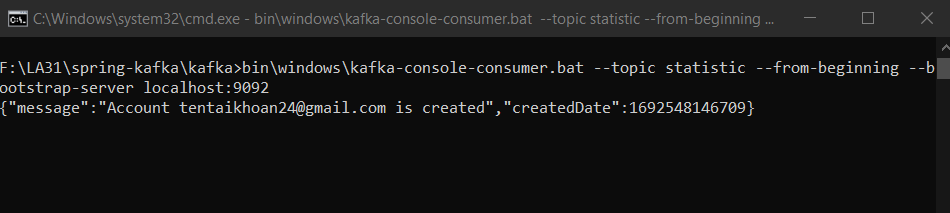 C:\Windows\system32\cmd.exe - bin\windows\kafka-console-consumer.bat  --topic statistic --from-beginning ...
F:\LA31\spring-kafka\kafka>bin\windows\kafka-console-consumer.bat --topic statistic --from-beginning --b
ootstrap-server localhost:9092
{"message":"Account tentaikhoan24@gmail.com is created","createdDate":1692548146709}